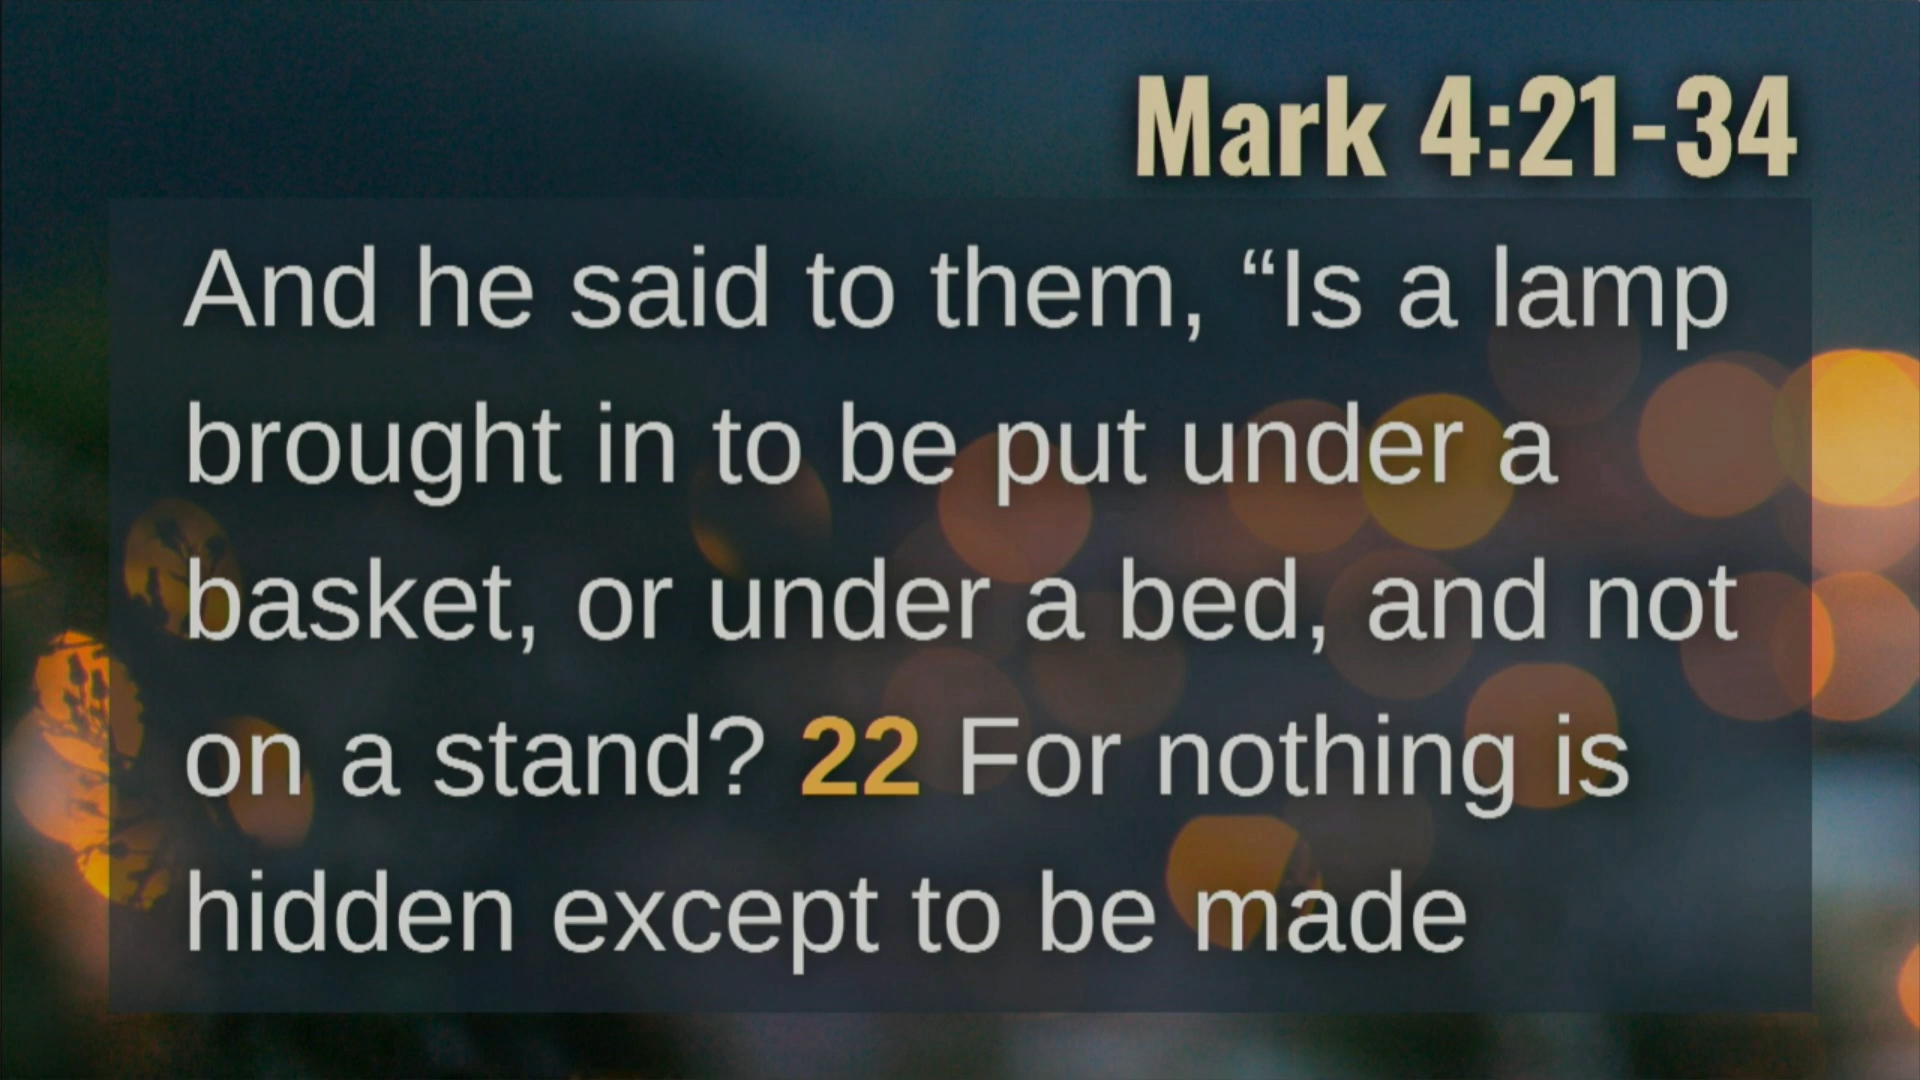 Mark 4:21-34
And he said to them, “Is a lamp
brought in to be put under a
basket, or under a bed, and not
on a stand? 22 For nothing is
hidden except to be made